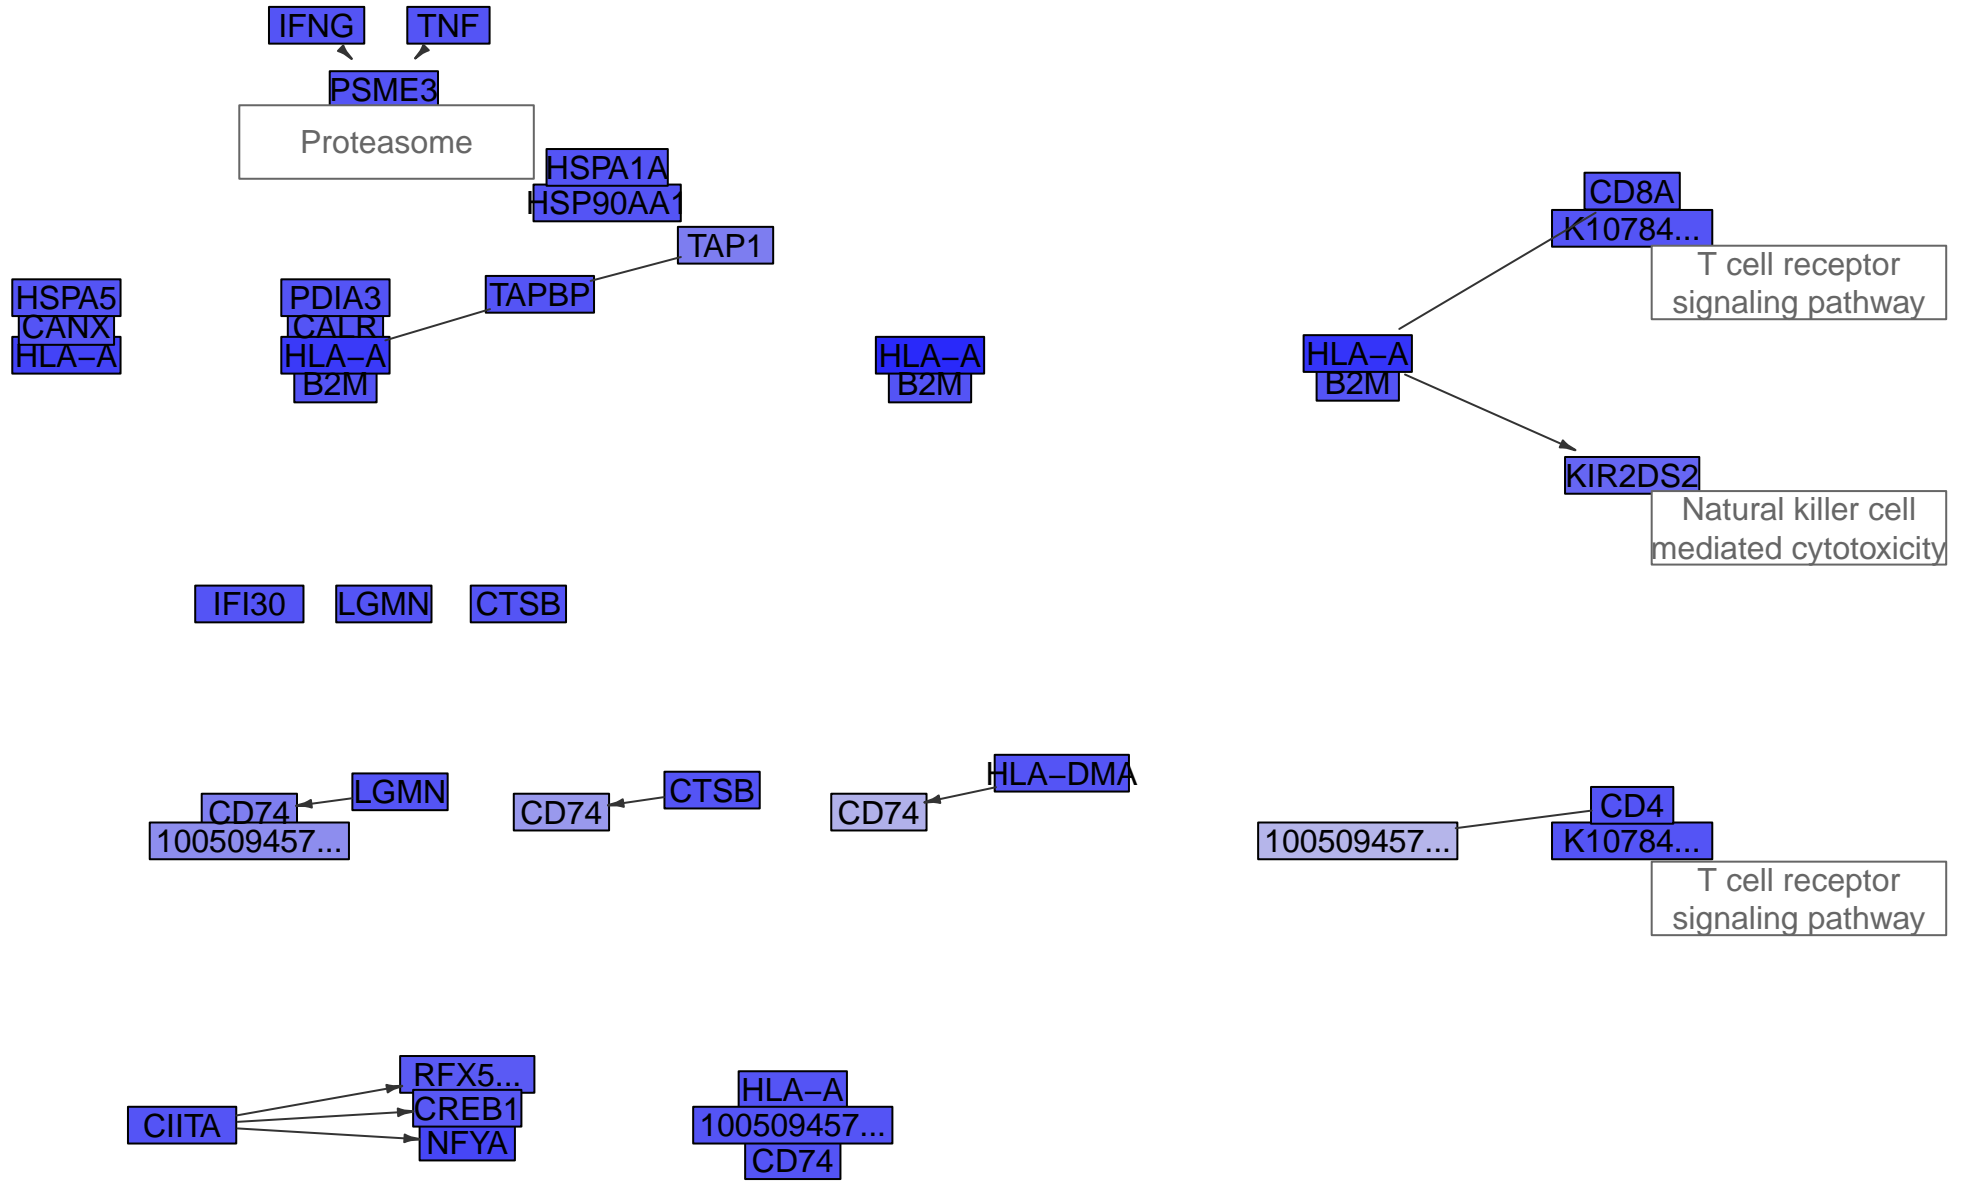 IFNG
TNF
PSME3
Proteasome
HSPA1A
HSP90AA1
TAP1
TAPBP
CD8A
K10784...
T cell receptor
signaling pathway
HSPA5
CANX
HLA−A
PDIA3
CALR
HLA−A
B2M
HLA−A
B2M
HLA−A
B2M
KIR2DS2
Natural killer cell
mediated cytotoxicity
IFI30
LGMN
CTSB
CD74
100509457...
LGMN
CD74
CTSB
CD74
HLA−DMA
100509457...
CD4
K10784...
T cell receptor
signaling pathway
CIITA
RFX5...
CREB1
NFYA
HLA−A
100509457...
CD74